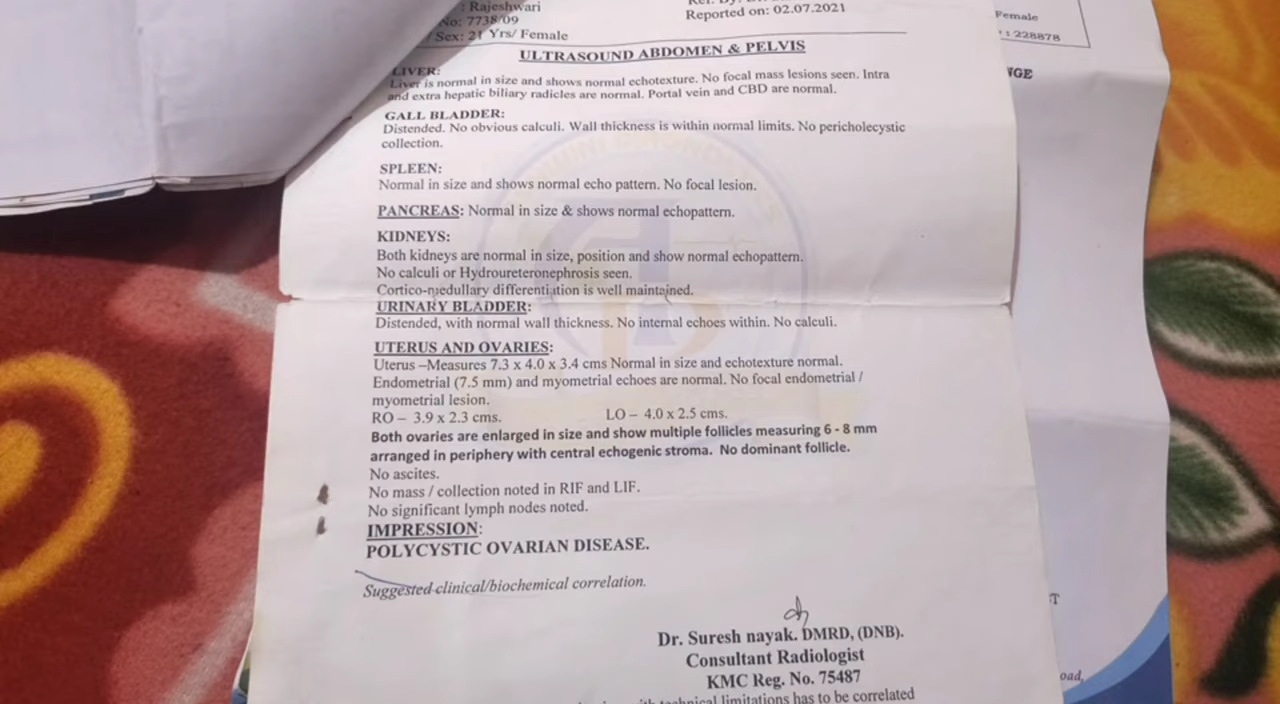 : Rajeshwari
No: 7738/09
Sex: 21 Yrs/ Female
Reported on: 02.07.2021
Female
: 228878
NGE
ULTRASOUND ABDOMEN & PELVIS
LIVER:
Liver is normal in size and shows normal echotexture. No focal mass lesions seen. Intra
and extra hepatic biliary radicles are normal. Portal vein and CBD are normal.
GALL BLADDER:
Distended. No obvious calculi. Wall thickness is within normal limits. No pericholecystic
collection.
SPLEEN:
Normal in size and shows normal echo pattern. No focal lesion.
PANCREAS: Normal in size & shows normal echopattern.
KIDNEYS:
Both kidneys are normal in size, position and show normal echopattern.
No calculi or Hydroureteronephrosis seen.
Cortico-medullary differentiation is well maintained.
URINARY BLADDER:
Distended, with normal wall thickness. No internal echoes within. No calculi.
UTERUS AND OVARIES:
Uterus –Measures 7.3 x 4.0 x 3.4 cms Normal in size and echotexture normal.
Endometrial (7.5 mm) and myometrial echoes are normal. No focal endometrial /
myometrial lesion.
RO – 3.9 x 2.3 cms. LO – 4.0 x 2.5 cms.
Both ovaries are enlarged in size and show multiple follicles measuring 6 - 8 mm
arranged in periphery with central echogenic stroma. No dominant follicle.
No ascites.
No mass / collection noted in RIF and LIF.
No significant lymph nodes noted.
IMPRESSION:
POLYCYSTIC OVARIAN DISEASE.
Suggested clinical/biochemical correlation.
Dr. Suresh nayak. DMRD, (DNB).
Consultant Radiologist
KMC Reg. No. 75487
with technical limitations has to be correlated
oad,